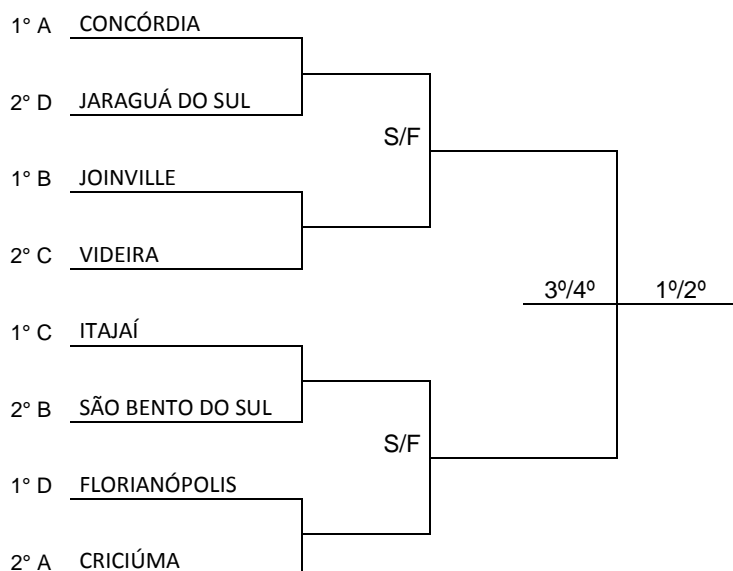 1° A CONCÓRDIA
2° D JARAGUÁ DO SUL
S/F
1° B JOINVILLE
2° C VIDEIRA
3º/4º 1º/2º
1° C ITAJAÍ
2° B SÃO BENTO DO SUL
S/F
1° D FLORIANÓPOLIS
2° A CRICIÚMA